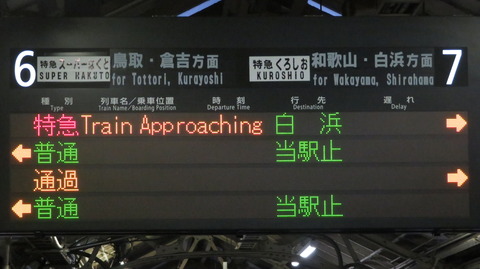 6 特急 スーパーはくと 鳥取・倉吉方面 特急 くろしお 和歌山・白浜方面 7
SUPER HAKUTO for Tottori, Kurayoshi KUROSHIO for Wakayama, Shirahama
種 別 列車名／乗車位置 時 刻 行 先 遅 れ
Type Train Name/Boarding Position Departure Time Destination Delay
特急 Train Approaching 白 浜 →
← 普通 当駅止
通過 →
← 普通 当駅止